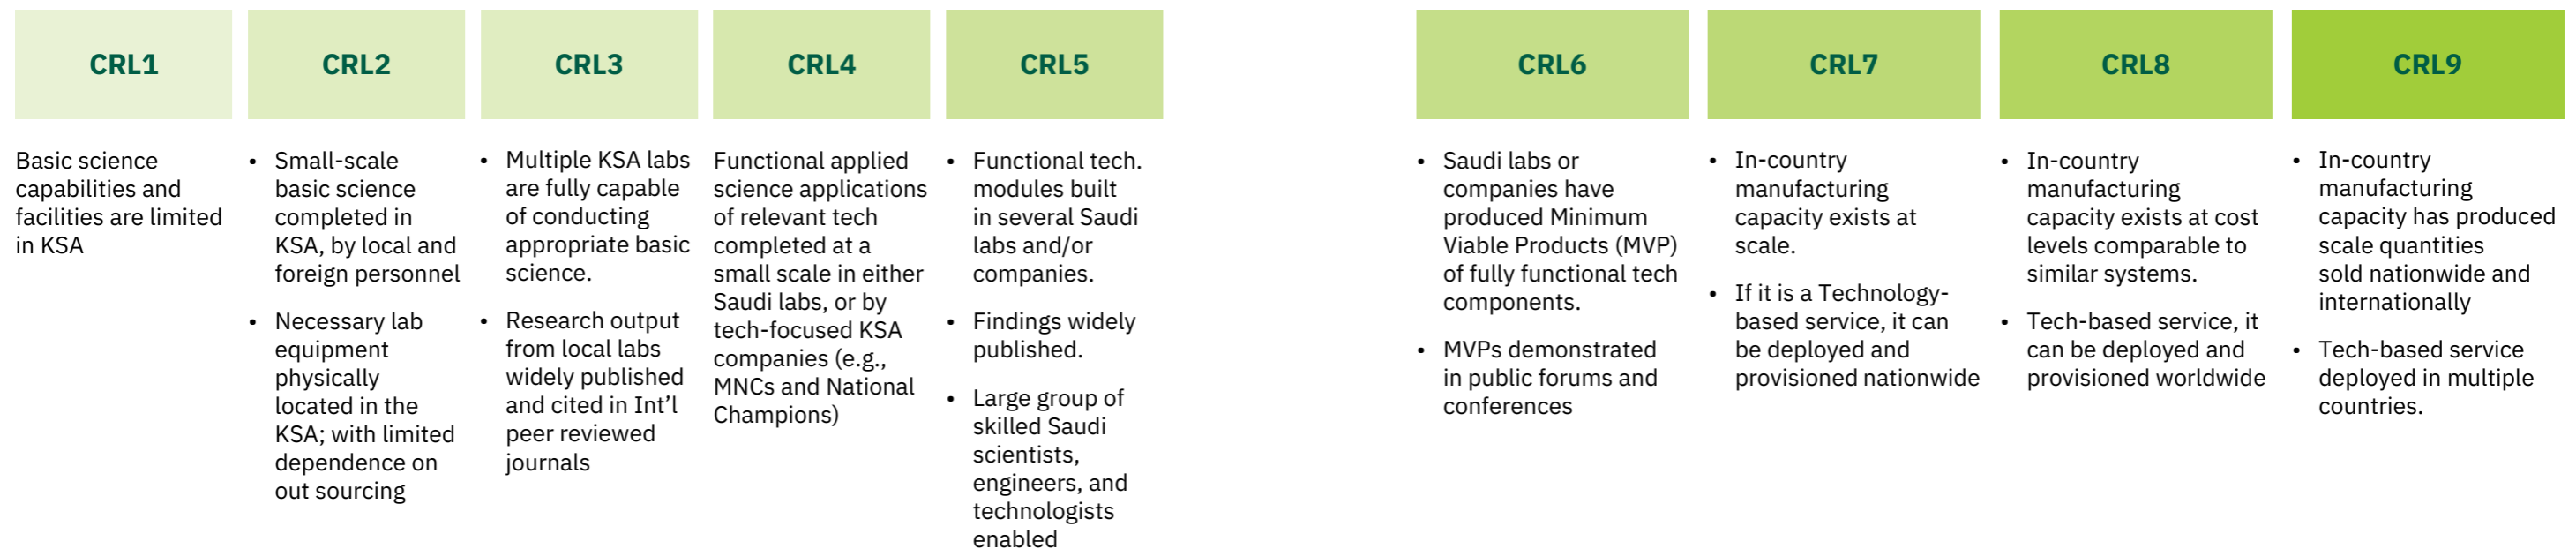 CRL1
Basic science
capabilities and
facilities are limited
in KSA
CRL2
• Small-scale
basic science
completed in
KSA, by local and
foreign personnel
• Necessary lab
equipment
physically
located in the
KSA; with limited
dependence on
out sourcing
CRL3
• Multiple KSA labs
are fully capable
of conducting
appropriate basic
science.
• Research output
from local labs
widely published
and cited in Int’l
peer reviewed
journals
CRL4
Functional applied
science applications
of relevant tech
completed at a
small scale in either
Saudi labs, or by
tech-focused KSA
companies (e.g.,
MNCs and National
Champions)
CRL5
• Functional tech.
modules built
in several Saudi
labs and/or
companies.
• Findings widely
published.
• Large group of
skilled Saudi
scientists,
engineers, and
technologists
enabled
CRL6
• Saudi labs or
companies have
produced Minimum
Viable Products (MVP)
of fully functional tech
components.
• MVPs demonstrated
in public forums and
conferences
CRL7
• In-country
manufacturing
capacity exists at
scale.
• If it is a Technology-
based service, it can
be deployed and
provisioned nationwide
CRL8
• In-country
manufacturing
capacity exists at cost
levels comparable to
similar systems.
• Tech-based service, it
can be deployed and
provisioned worldwide
CRL9
• In-country
manufacturing
capacity has produced
scale quantities
sold nationwide and
internationally
• Tech-based service
deployed in multiple
countries.